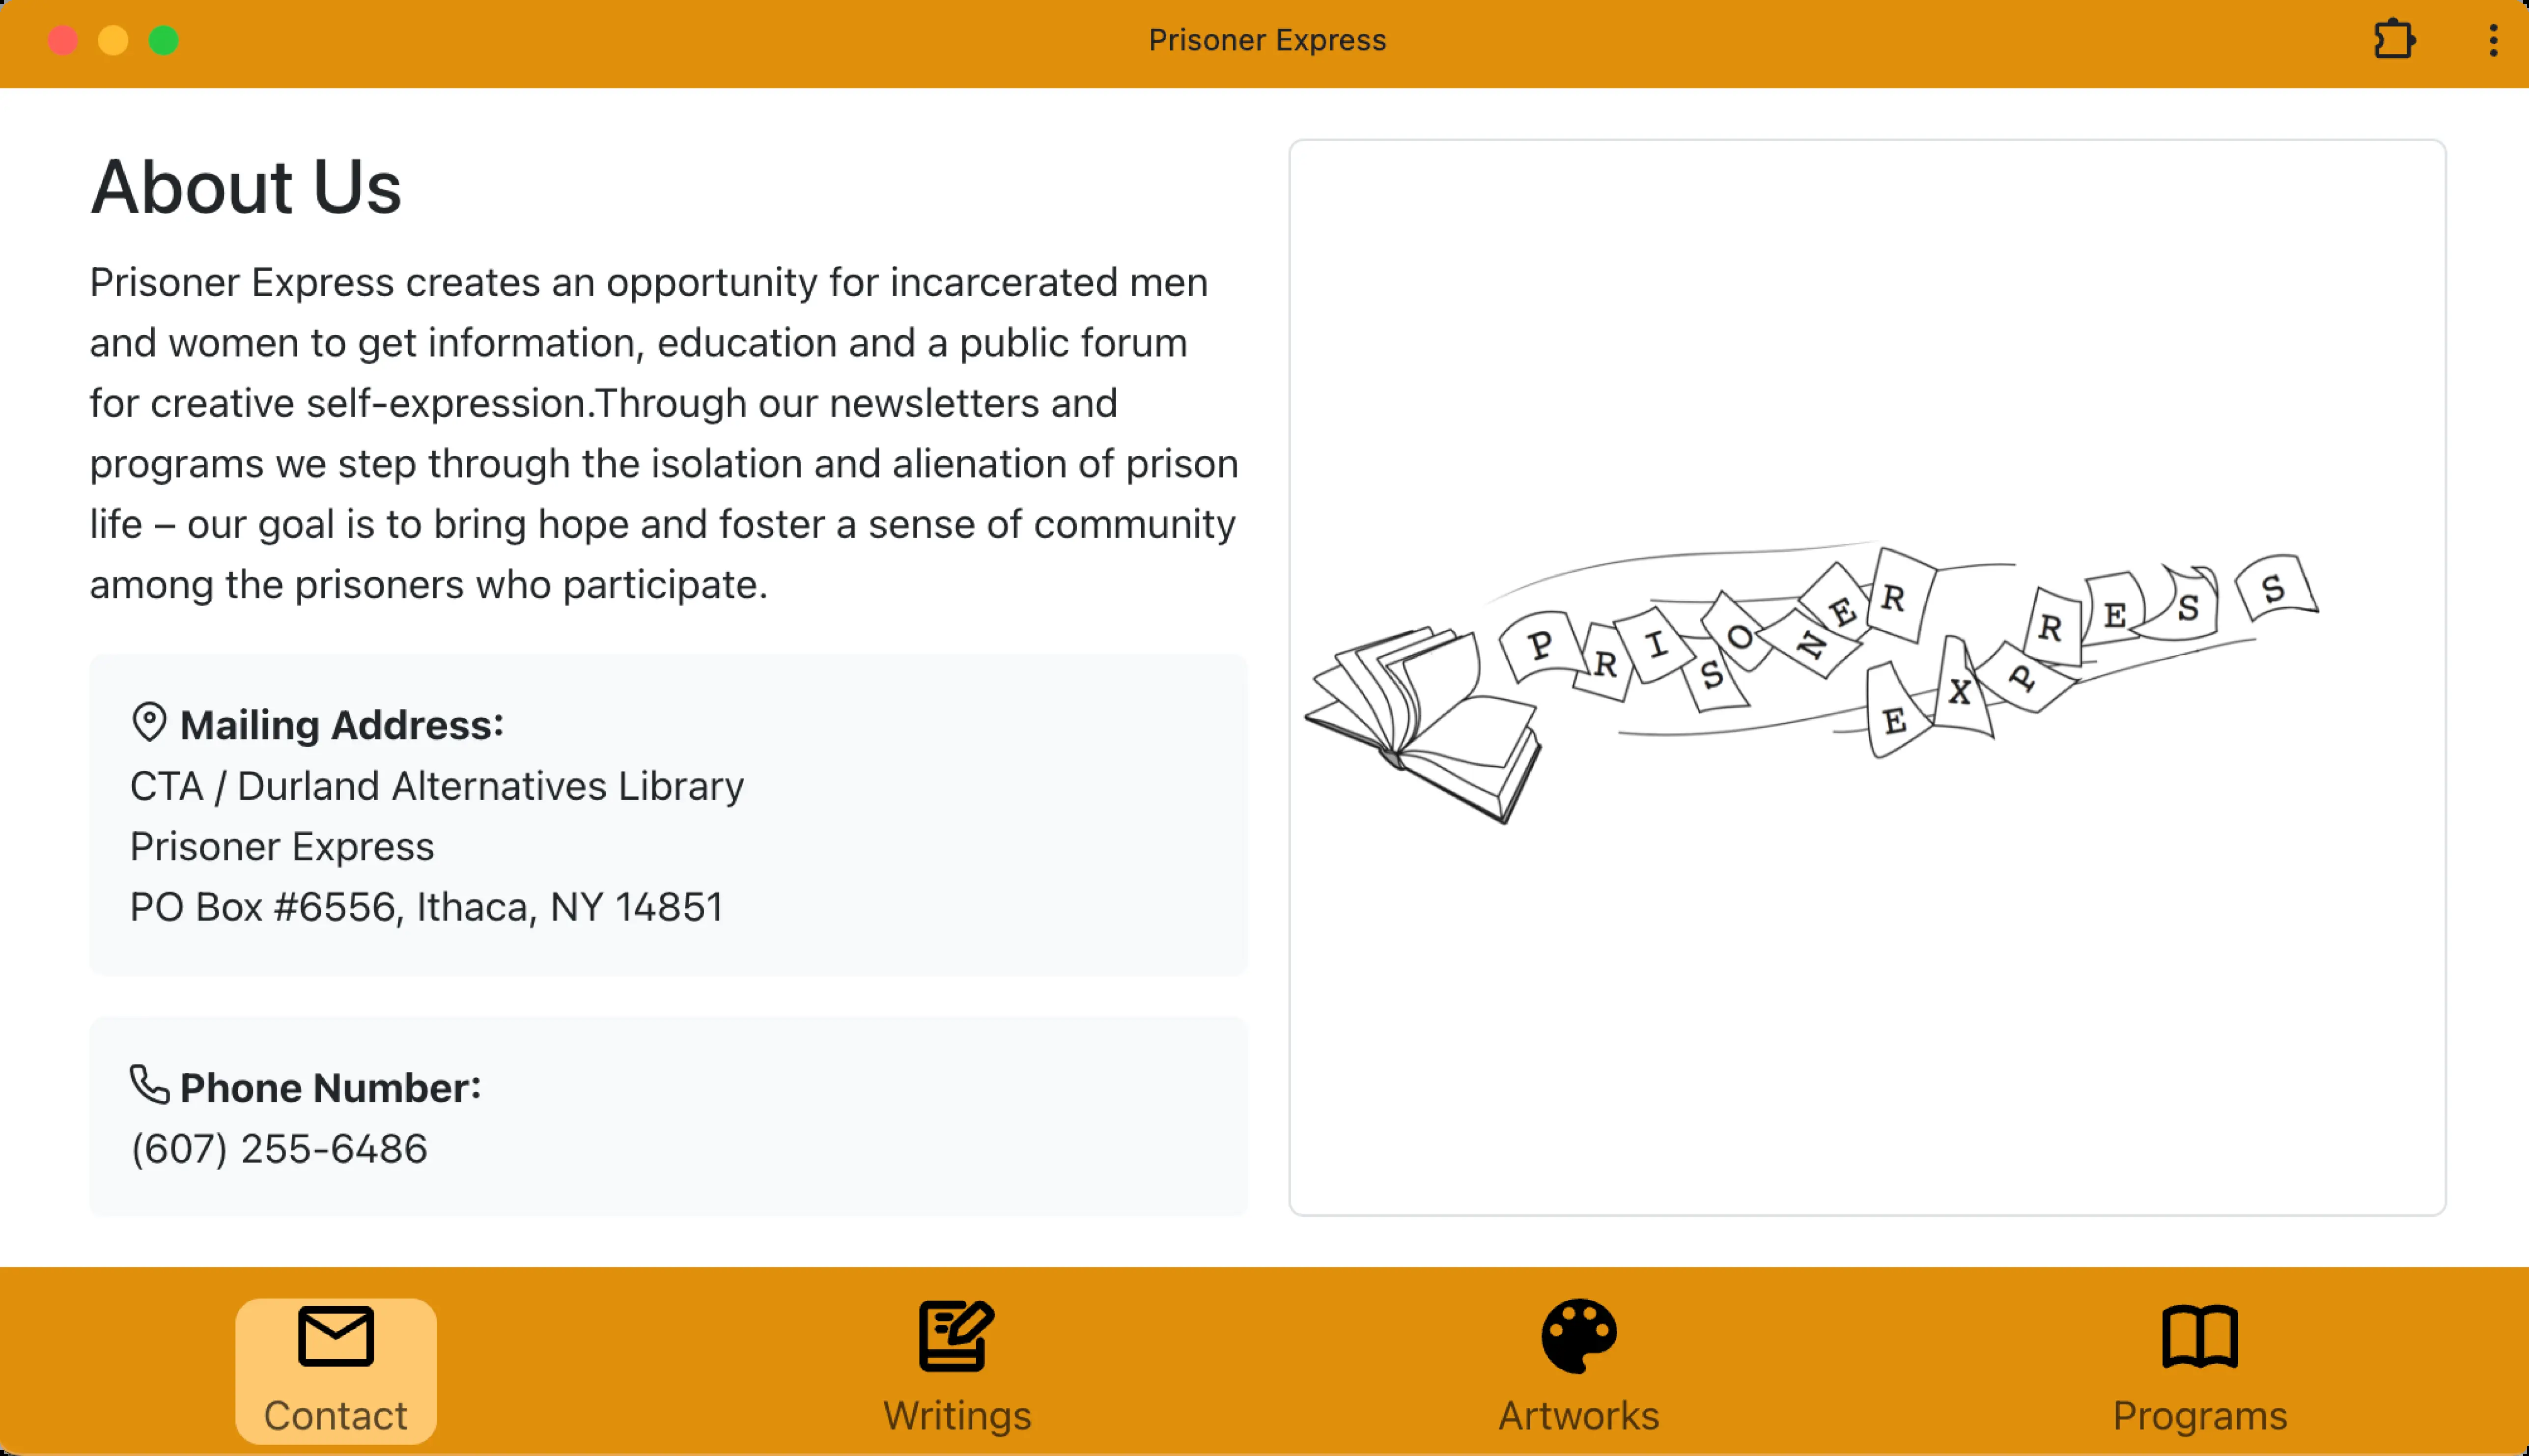 Prisoner Express
About Us
Prisoner Express creates an opportunity for incarcerated men
and women to get information, education and a public forum
for creative self-expression.Through our newsletters and
programs we step through the isolation and alienation of prison
life – our goal is to bring hope and foster a sense of community
among the prisoners who participate.
Mailing Address:
CTA / Durland Alternatives Library
Prisoner Express
PO Box #6556, Ithaca, NY 14851
Phone Number:
(607) 255-6486
PRISONER EXPRESS
Contact
Writings
Artworks
Programs